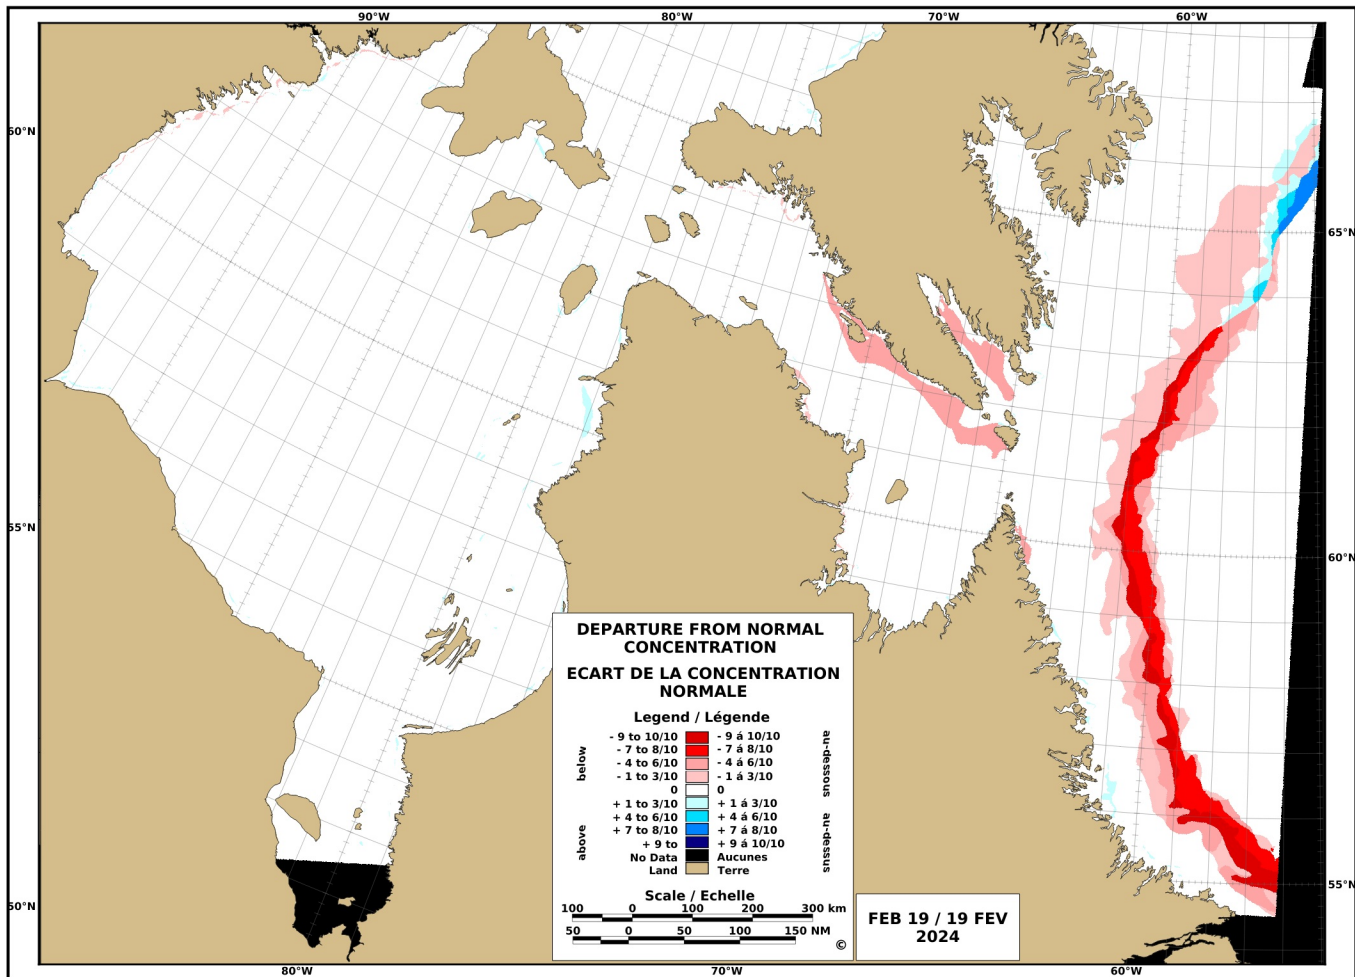 90°W 80°W 70°W 60°W
60°N
65°N
55°N
60°N
50°N
55°N
80°W 70°W 60°W
DEPARTURE FROM NORMAL
CONCENTRATION
ECART DE LA CONCENTRATION
NORMALE
Legend / Légende
below
au-dessous
- 9 to 10/10 - 9 á 10/10
- 7 to 8/10 - 7 á 8/10
- 4 to 6/10 - 4 á 6/10
- 1 to 3/10 - 1 á 3/10
0 0
above
au-dessus
+ 1 to 3/10 + 1 á 3/10
+ 4 to 6/10 + 4 á 6/10
+ 7 to 8/10 + 7 á 8/10
+ 9 to + 9 á 10/10
No Data Aucunes
Land Terre
Scale / Echelle
100 0 100 200 300 km
50 0 50 100 150 NM
©
FEB 19 / 19 FEV
2024